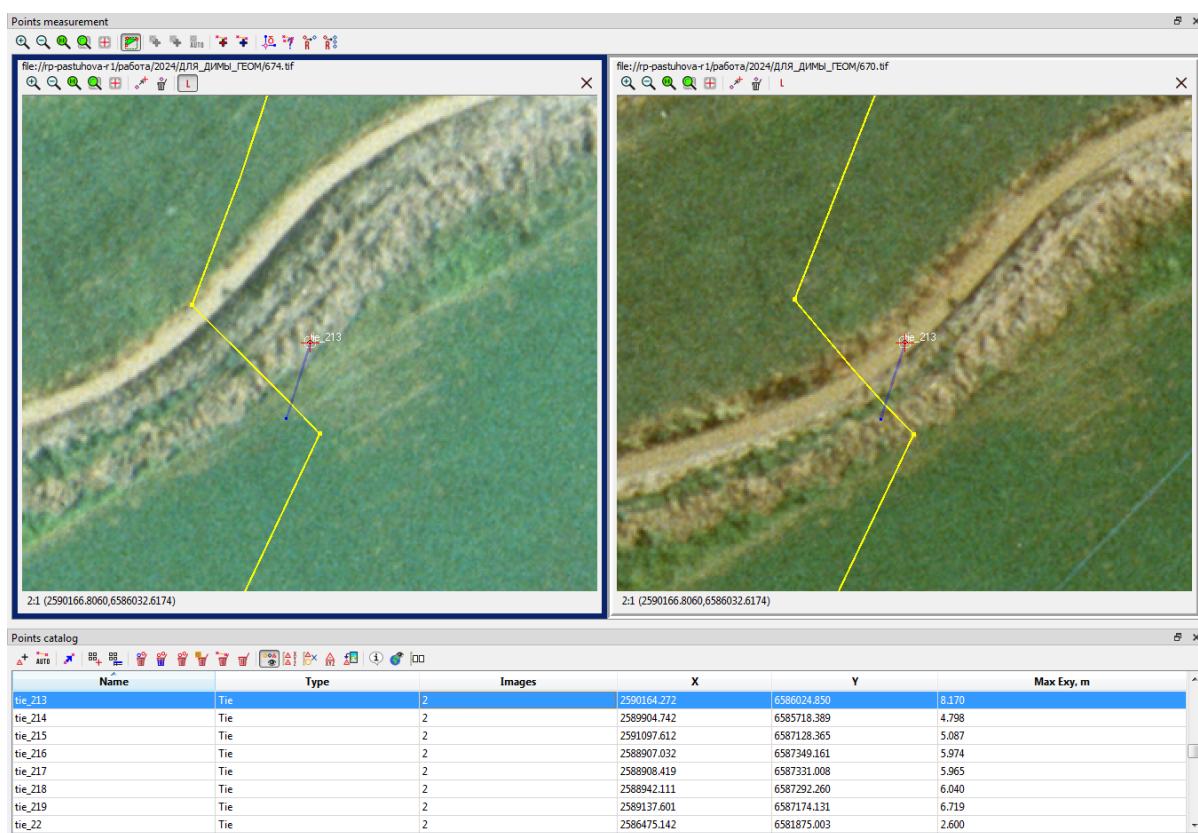 Points measurement
AUTO
file://rp-pastuhova-r1/работа/2024/ДЛЯ_ДИМЫ_ГЕОМ/674.tif
L
tie_213
2:1 (2590166.8060,6586032.6174)
file://rp-pastuhova-r1/работа/2024/ДЛЯ_ДИМЫ_ГЕОМ/670.tif
L
tie_213
2:1 (2590166.8060,6586032.6174)
Points catalog
AUTO
Name Type Images X Y Max Exy, m
tie_213 Tie 2 2590164.272 6586024.850 8.170
tie_214 Tie 2 2589904.742 6585718.389 4.798
tie_215 Tie 2 2591097.612 6587128.365 5.087
tie_216 Tie 2 2588907.032 6587349.161 5.974
tie_217 Tie 2 2588908.419 6587331.008 5.965
tie_218 Tie 2 2588942.111 6587292.260 6.040
tie_219 Tie 2 2589137.601 6587174.131 6.719
tie_22 Tie 2 2586475.142 6581875.003 2.600